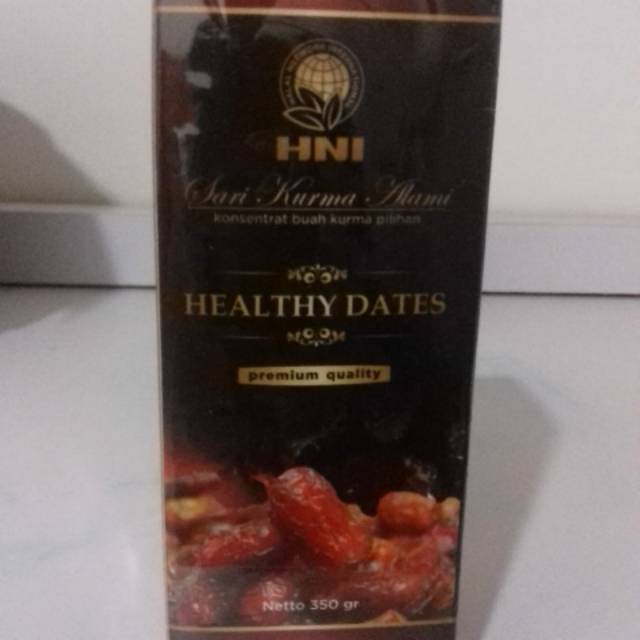 HNI
Sari Kurma Alami
konsentrat buah kurma pilihan
HEALTHY DATES
premium quality
Netto 350 gr